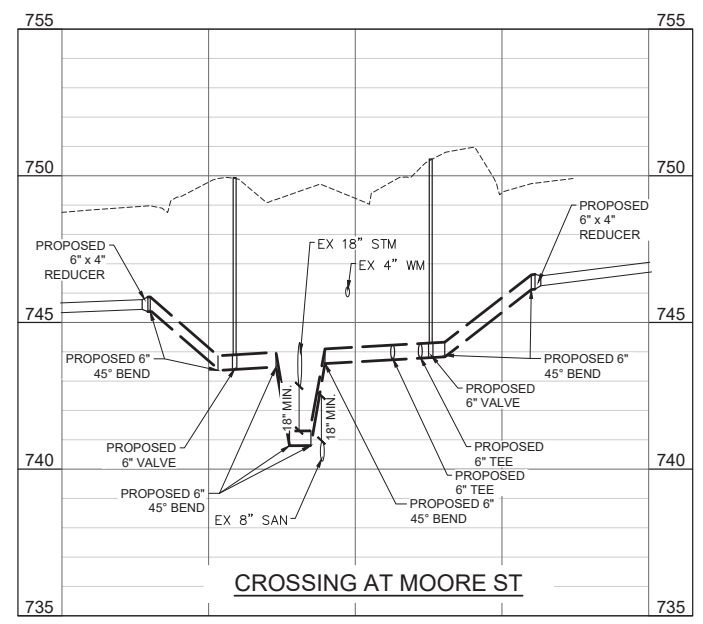 755
755
750
750
PROPOSED
6" x 4"
REDUCER
PROPOSED
6" x 4"
REDUCER
EX 18" STM
EX 4" WM
745
745
PROPOSED 6"
45° BEND
PROPOSED 6"
45° BEND
18" MIN.
18" MIN.
PROPOSED
6" VALVE
PROPOSED
6" VALVE
PROPOSED
6" TEE
PROPOSED
6" TEE
740
740
PROPOSED 6"
45° BEND
PROPOSED 6"
45° BEND
EX 8" SAN
CROSSING AT MOORE ST
735
735